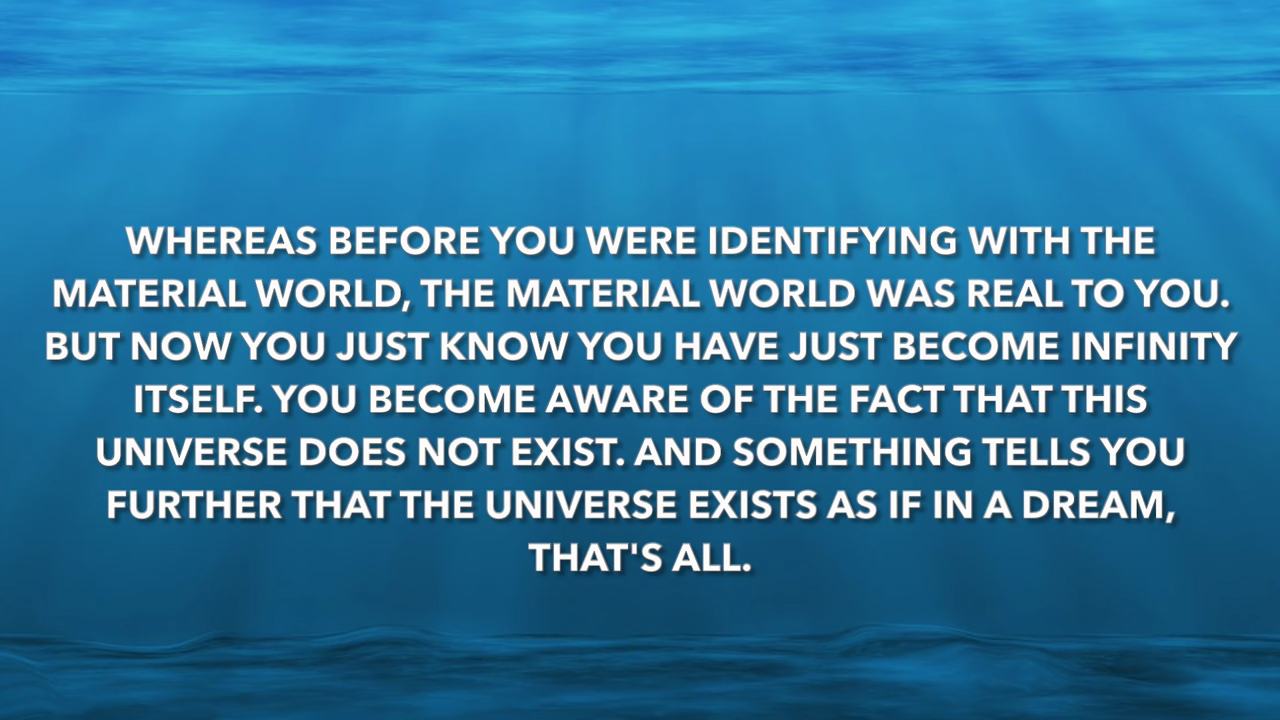 WHEREAS BEFORE YOU WERE IDENTIFYING WITH THE
MATERIAL WORLD, THE MATERIAL WORLD WAS REAL TO YOU.
BUT NOW YOU JUST KNOW YOU HAVE JUST BECOME INFINITY
ITSELF. YOU BECOME AWARE OF THE FACT THAT THIS
UNIVERSE DOES NOT EXIST. AND SOMETHING TELLS YOU
FURTHER THAT THE UNIVERSE EXISTS AS IF IN A DREAM,
THAT'S ALL.